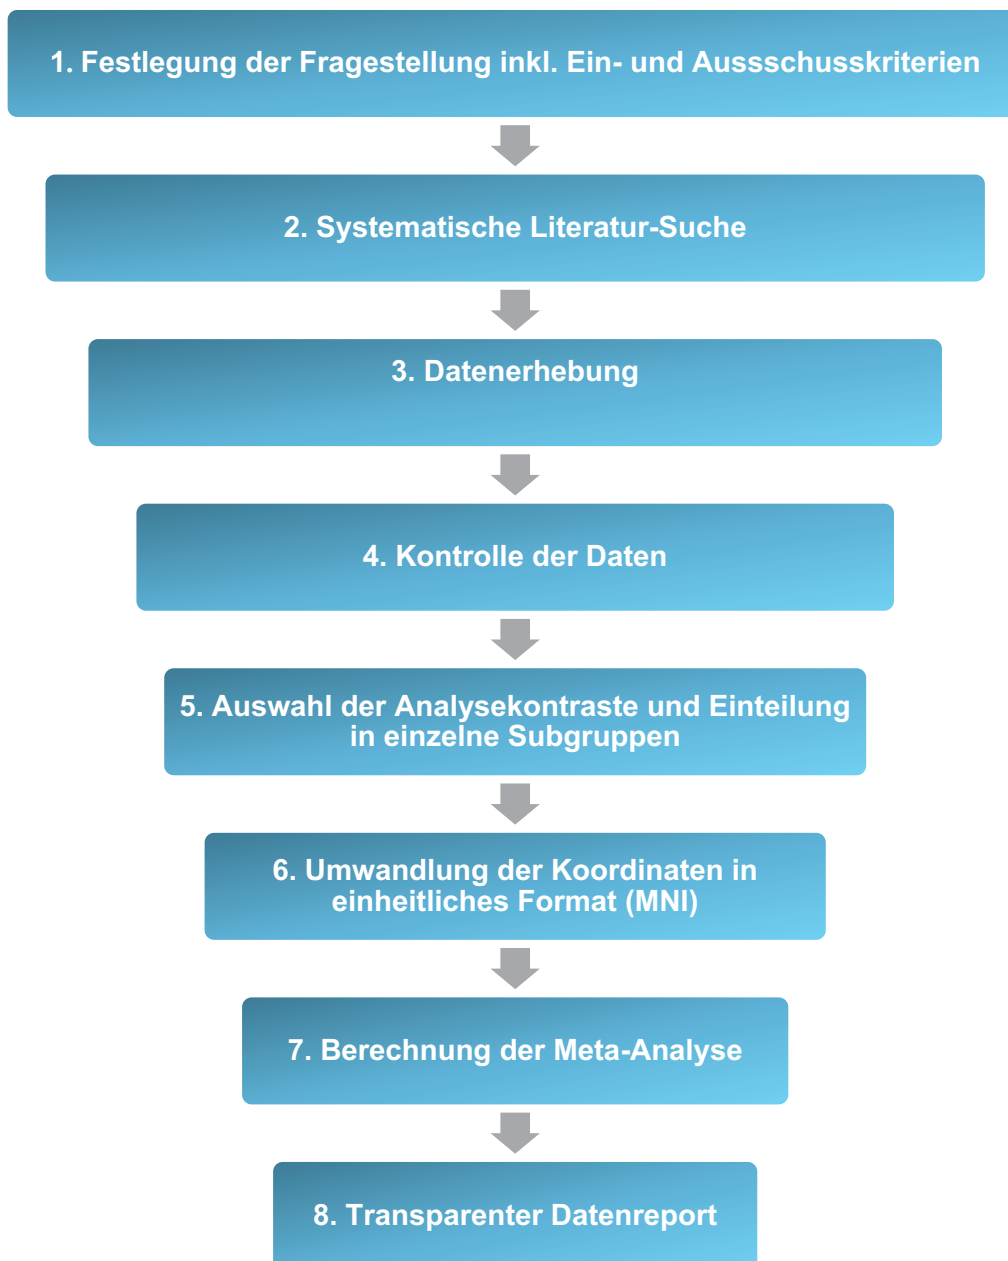 1. Festlegung der Fragestellung inkl. Ein- und Aussschusskriterien
2. Systematische Literatur-Suche
3. Datenerhebung
4. Kontrolle der Daten
5. Auswahl der Analysekontraste und Einteilung
in einzelne Subgruppen
6. Umwandlung der Koordinaten in
einheitliches Format (MNI)
7. Berechnung der Meta-Analyse
8. Transparenter Datenreport